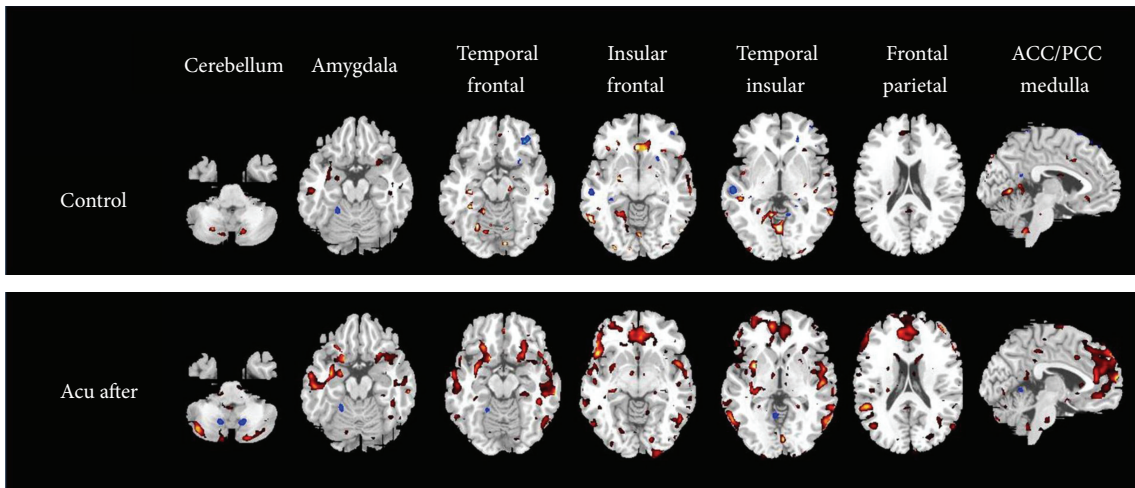 Cerebellum
Amygdala
Temporal
frontal
Insular
frontal
Temporal
insular
Frontal
parietal
ACC/PCC
medulla
Control
Acu after